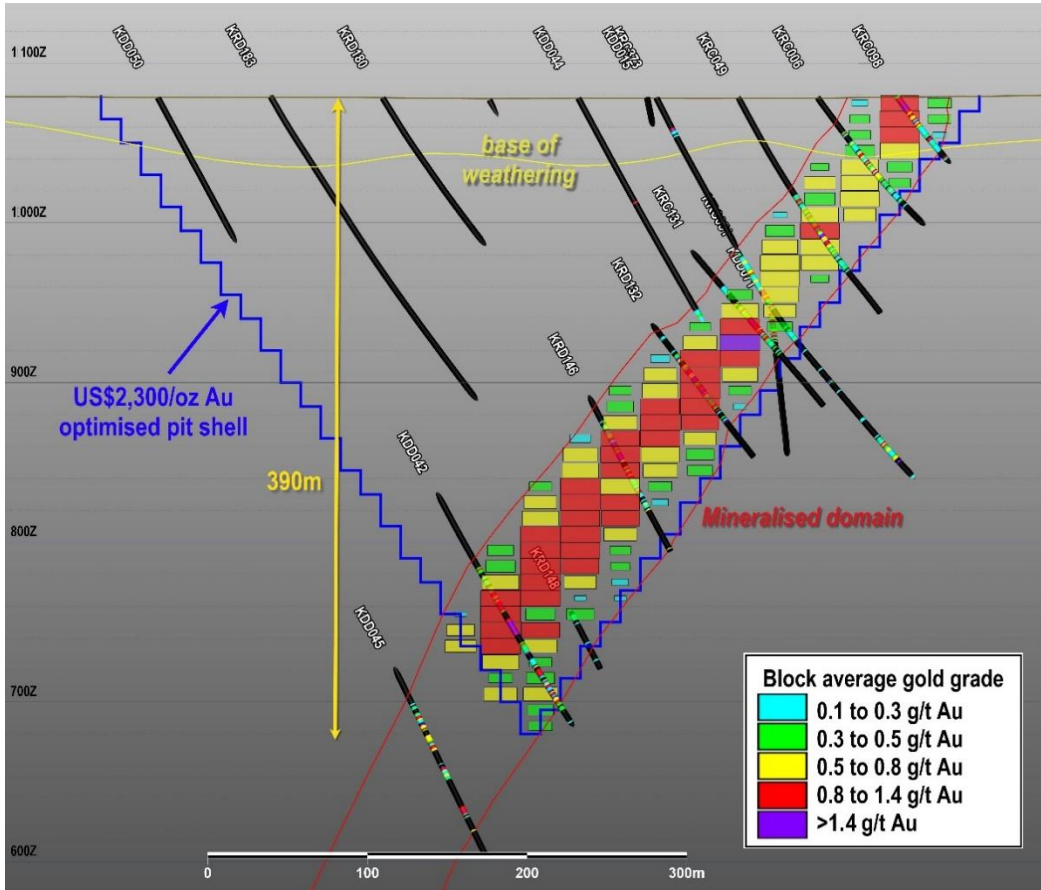 1 100Z
KDD050
KRD183
KRD180
KDD044
KDD015
KRC049
KRC006
KRC098
base of
weathering
1 000Z
KRC131
KRD132
US$2,300/oz Au
optimised pit shell
900Z
KRD146
390m
KDD042
Mineralised domain
800Z
KRD148
KDD045
700Z
600Z
0
100
200
300m
Block average gold grade
0.1 to 0.3 g/t Au
0.3 to 0.5 g/t Au
0.5 to 0.8 g/t Au
0.8 to 1.4 g/t Au
>1.4 g/t Au